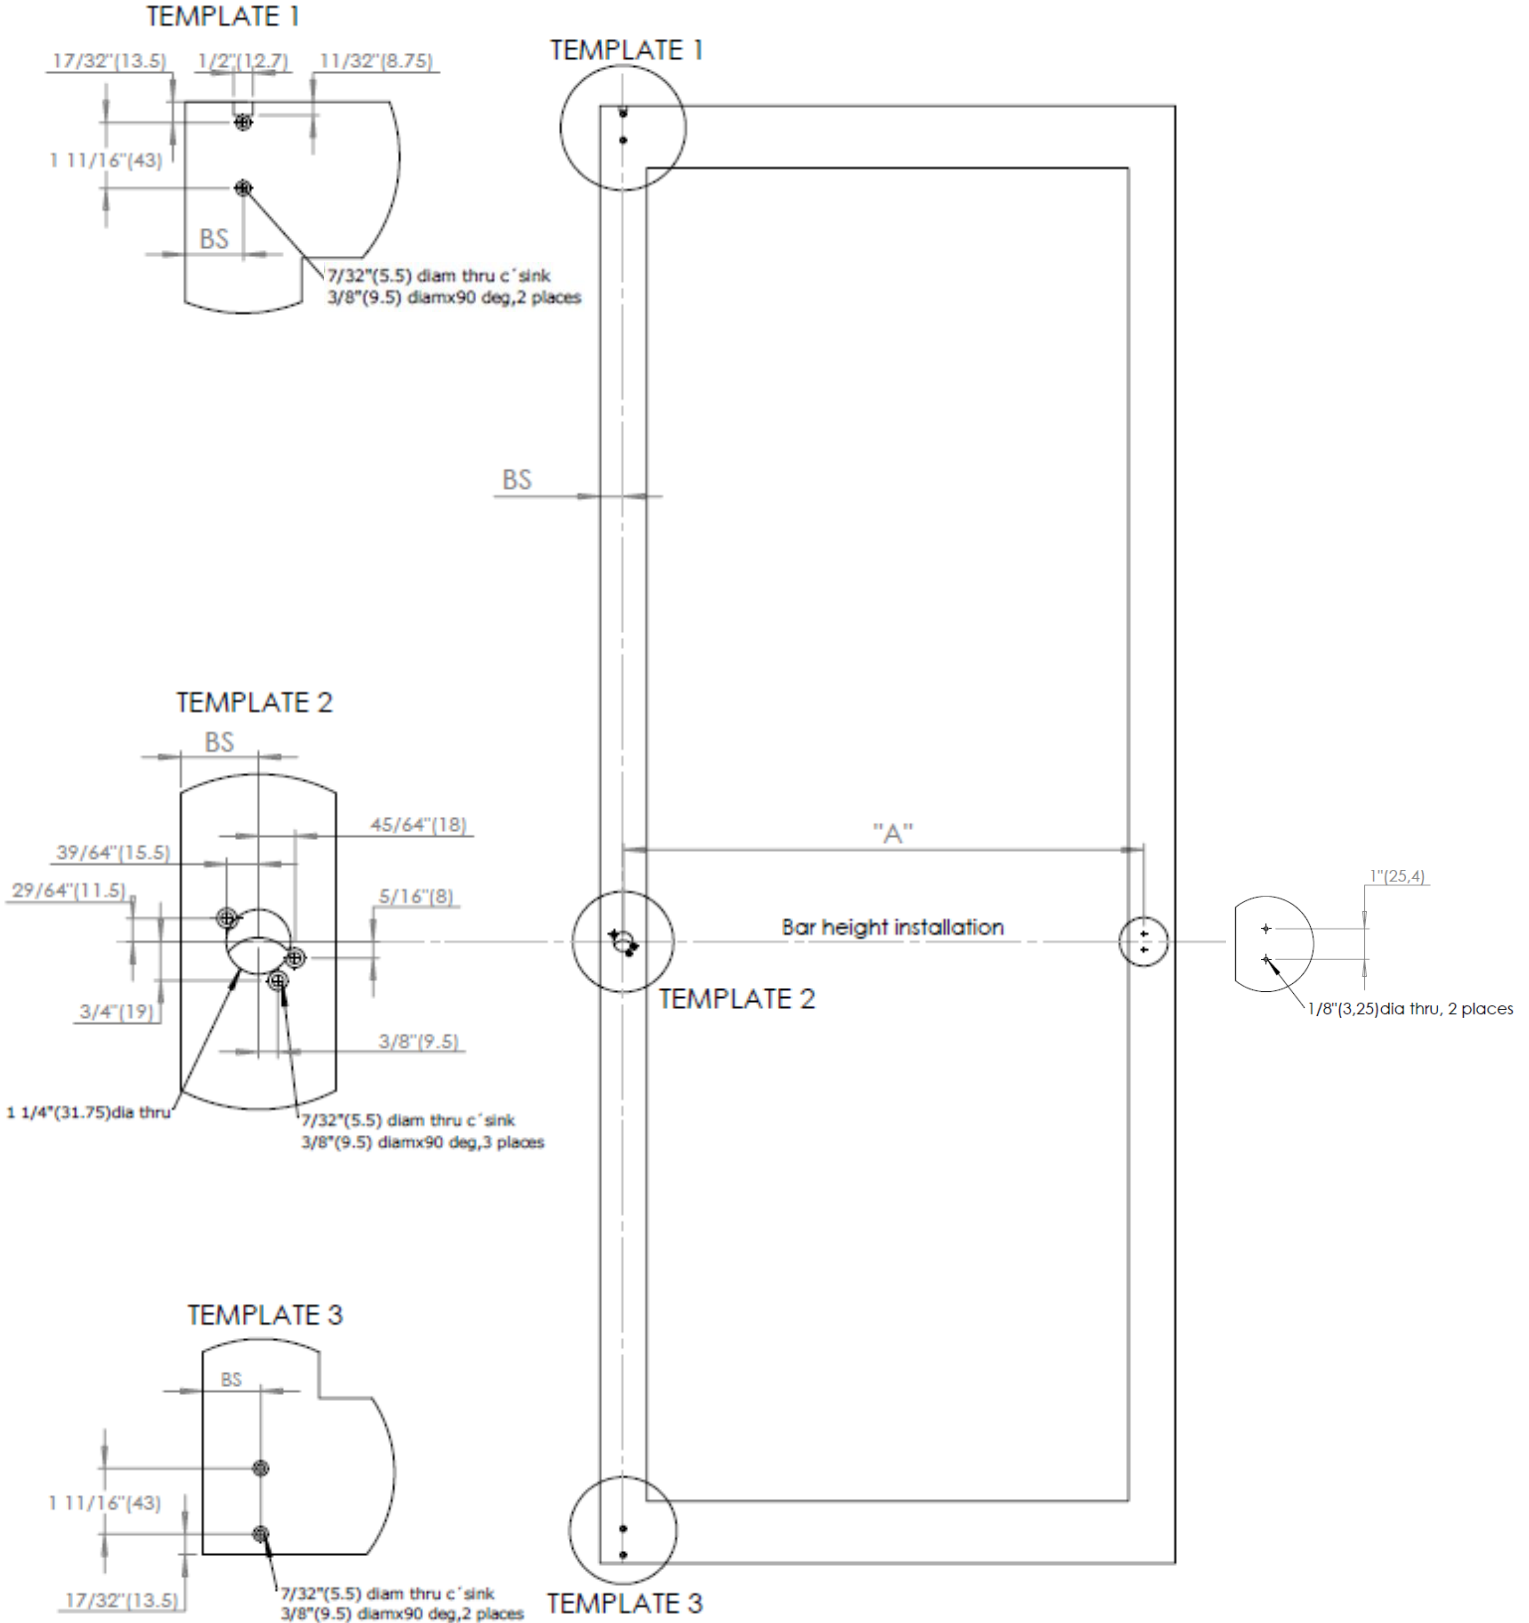 TEMPLATE 1
17/32"(13.5)
1/2"(12.7)
11/32"(8.75)
1 11/16"(43)
BS
7/32"(5.5) diam thru c´sink
3/8"(9.5) diamx90 deg,2 places
TEMPLATE 1
BS
TEMPLATE 2
BS
45/64"(18)
39/64"(15.5)
29/64"(11.5)
5/16"(8)
3/4"(19)
3/8"(9.5)
1 1/4"(31.75)dia thru
7/32"(5.5) diam thru c´sink
3/8"(9.5) diamx90 deg,3 places
"A"
Bar height installation
TEMPLATE 2
1"(25,4)
1/8"(3,25)dia thru, 2 places
TEMPLATE 3
BS
1 11/16"(43)
17/32"(13.5)
7/32"(5.5) diam thru c´sink
3/8"(9.5) diamx90 deg,2 places
TEMPLATE 3